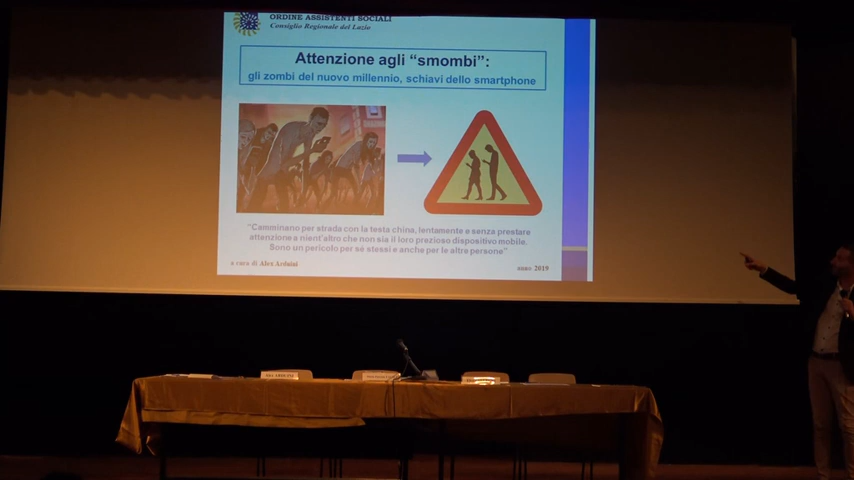 ORDINE ASSISTENTI SOCIALI
Consiglio Regionale del Lazio
Attenzione agli “smombi”:
gli zombi del nuovo millennio, schiavi dello smartphone
“Camminano per strada con la testa china, lentamente e senza prestare
attenzione a nient'altro che non sia il loro prezioso dispositivo mobile.
Sono un pericolo per se stessi e anche per le altre persone”
a cura di Alex Arduini
anno 2019